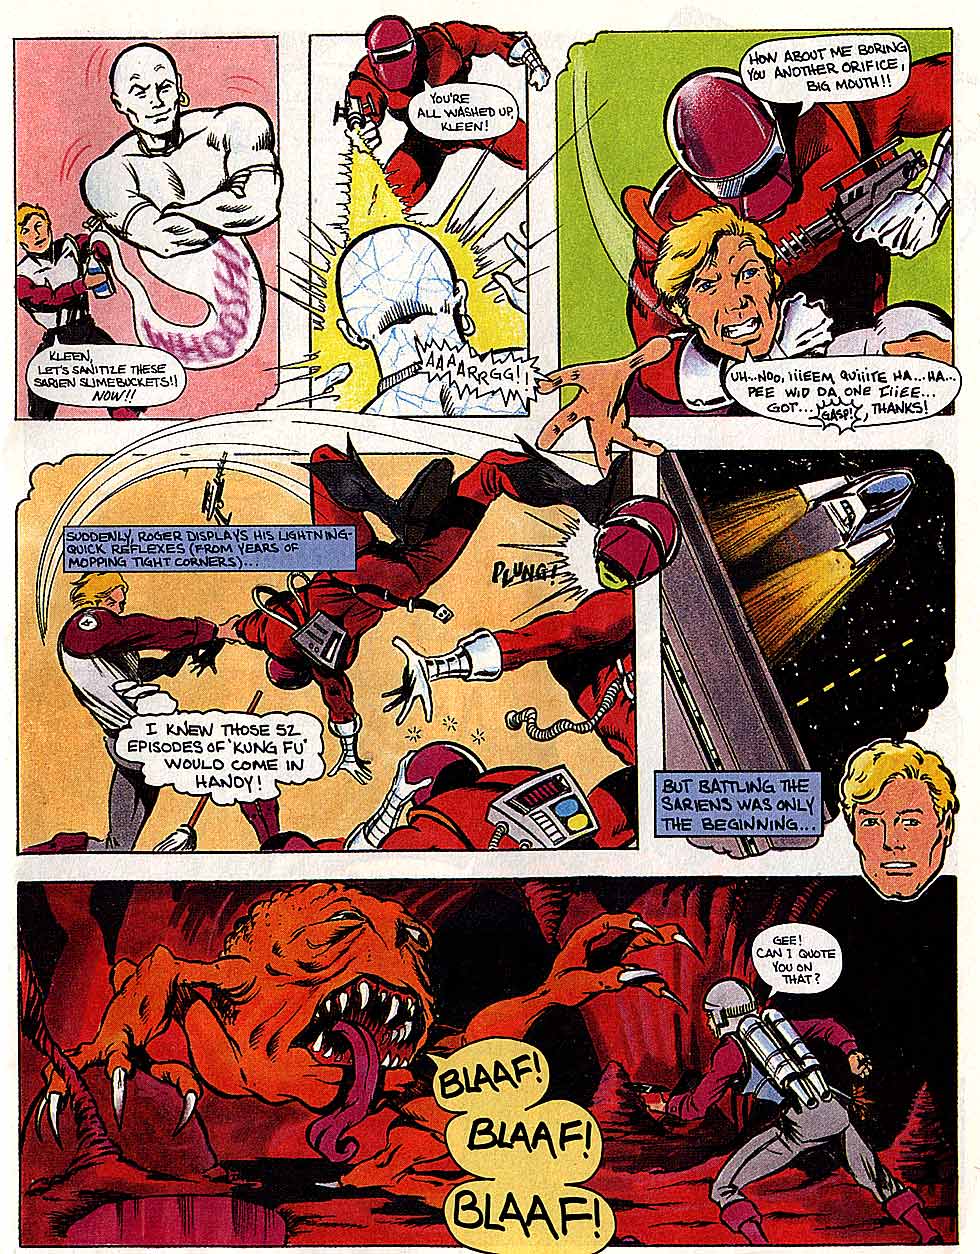 WHOOSH
KLEEN,
LET'S SANITIZE THESE
SARIEN SLIMEBUCKETS!!
NOW!!
YOU'RE
ALL WASHED UP,
KLEEN!
AAAARRGG!
HOW ABOUT ME BORING
YOU ANOTHER ORIFICE,
BIG MOUTH!!
UH...NOO, IIIEEM QUIIITE HA...HA...
PEE WID DA ONE IIIEE...
GOT... GASP!, THANKS!
SUDDENLY, ROGER DISPLAYS HIS LIGHTNING-
QUICK REFLEXES (FROM YEARS OF
MOPPING TIGHT CORNERS)...
PLUNG!
I KNEW THOSE 52
EPISODES OF 'KUNG FU'
WOULD COME IN
HANDY!
BUT BATTLING THE
SARIENS WAS ONLY
THE BEGINNING...
GEE!
CAN I QUOTE
YOU ON
THAT?
BLAAF!
BLAAF!
BLAAF!